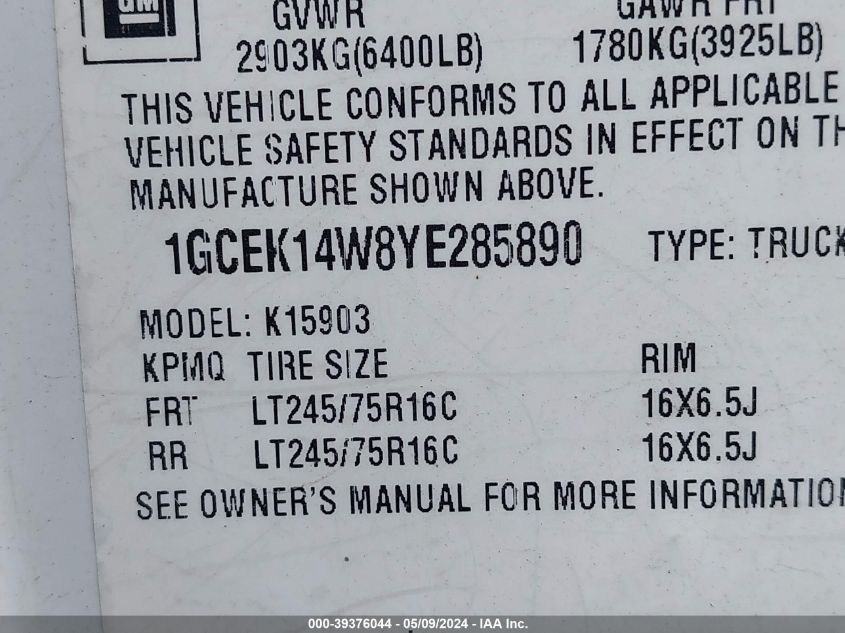 GM
GVWR GAWR FRT
2903KG(6400LB) 1780KG(3925LB)
THIS VEHICLE CONFORMS TO ALL APPLICABLE
VEHICLE SAFETY STANDARDS IN EFFECT ON TH
MANUFACTURE SHOWN ABOVE.
1GCEK14W8YE285890 TYPE: TRUCK
MODEL: K15903
KPMQ TIRE SIZE RIM
FRT LT245/75R16C 16X6.5J
RR LT245/75R16C 16X6.5J
SEE OWNER'S MANUAL FOR MORE INFORMATION
000-39376044 / 05/09/2024 - IAA Inc.